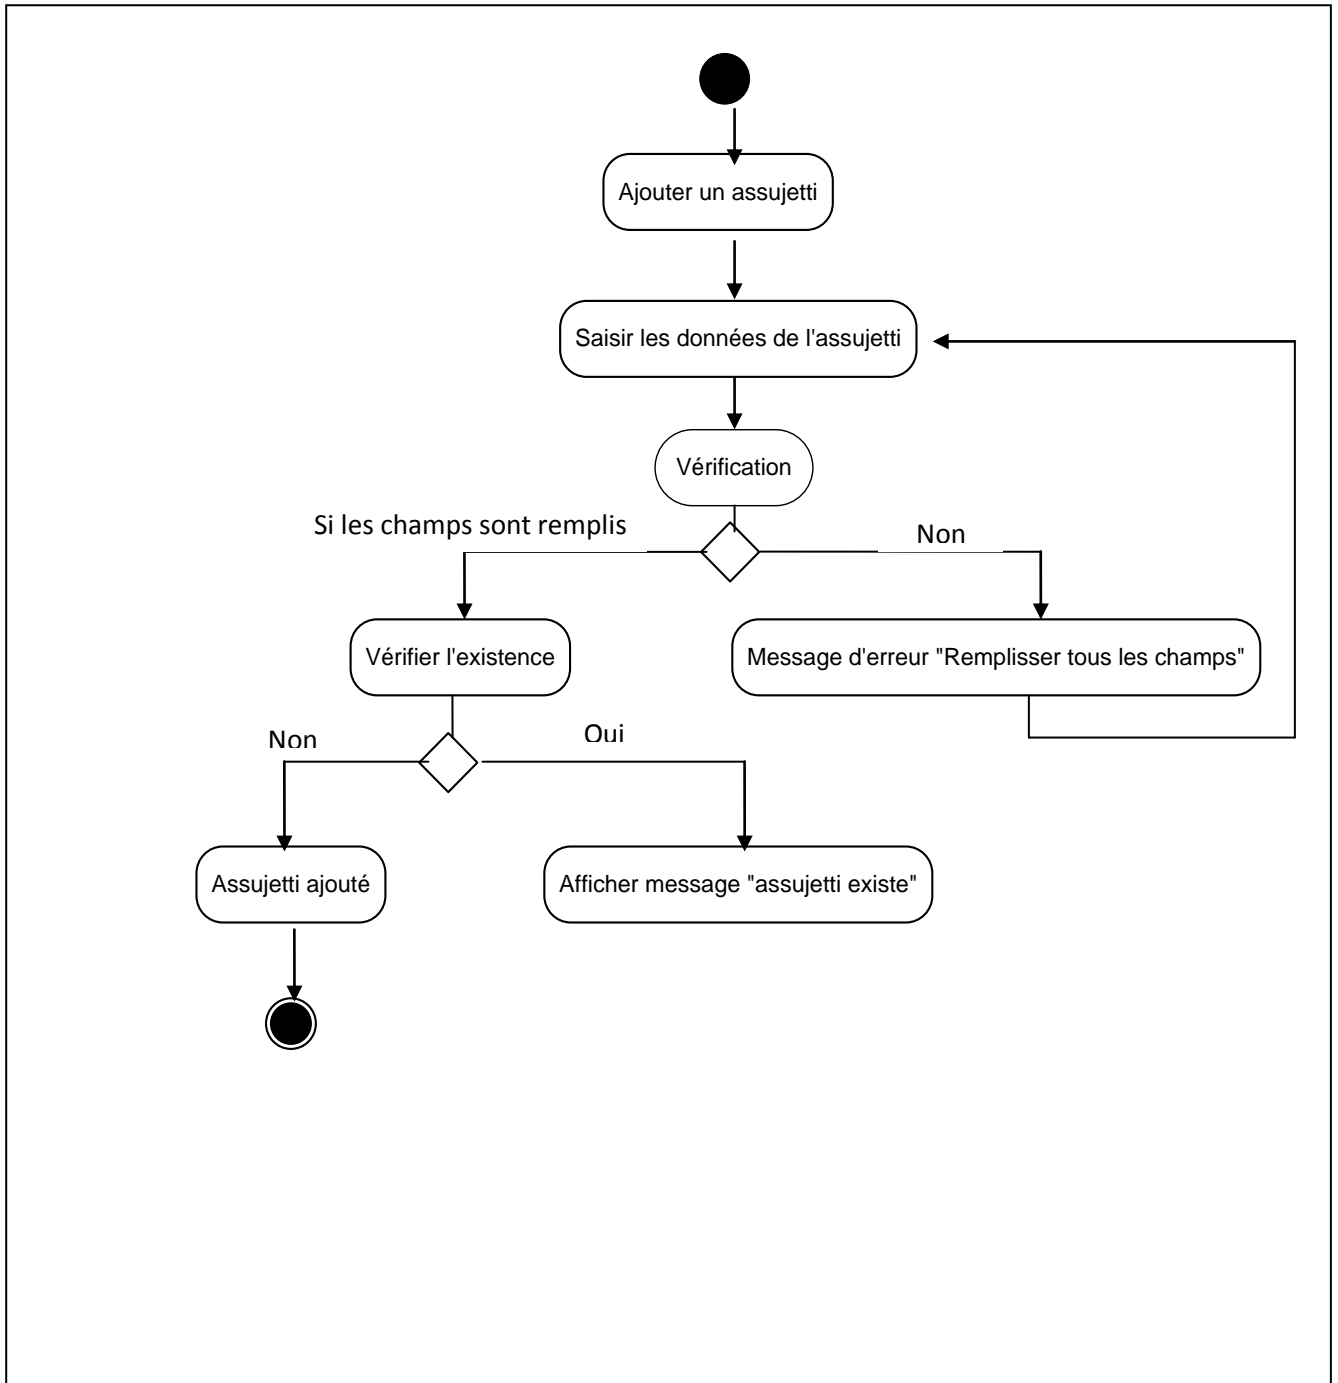 Ajouter un assujetti
Saisir les données de l'assujetti
Vérification
Si les champs sont remplis
Non
Vérifier l'existence
Message d'erreur "Remplisser tous les champs"
Non
Oui
Assujetti ajouté
Afficher message "assujetti existe"